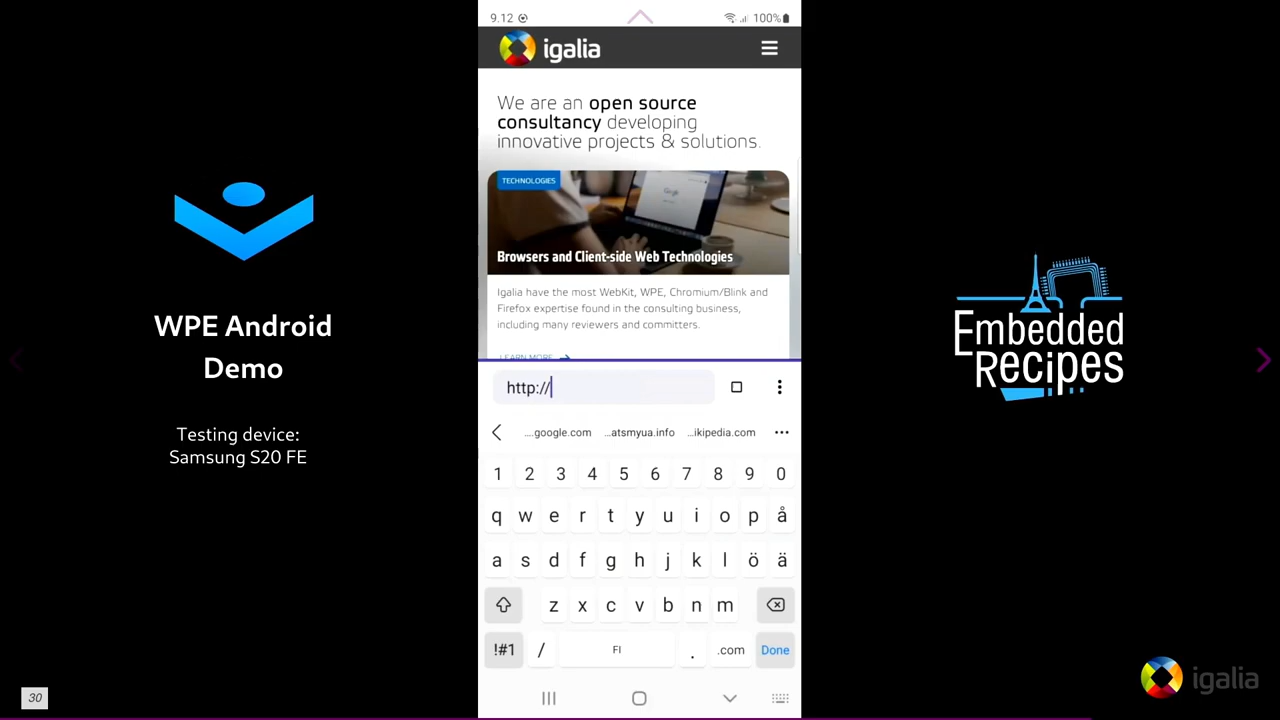 WPE Android
Demo
Testing device:
Samsung S20 FE
30
9.12
100%
igalia
We are an open source
consultancy developing
innovative projects & solutions.
TECHNOLOGIES
Google
Browsers and Client-side Web Technologies
Igalia have the most WebKit, WPE, Chromium/Blink and
Firefox expertise found in the consulting business,
including many reviewers and committers.
LEARN MORE
http://
....google.com ...atsmyua.info ...ikipedia.com
1 2 3 4 5 6 7 8 9 0
q w e r t y u i o p å
a s d f g h j k l ö ä
z x c v b n m
!#1 / FI . .com Done
Embedded
Recipes
igalia